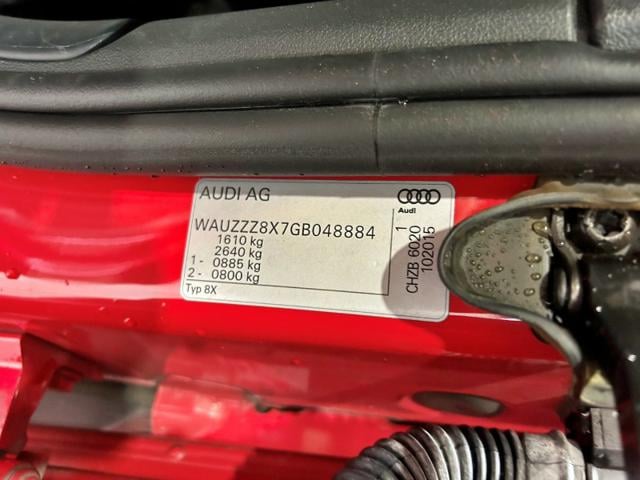 AUDI AG
Audi
WAUZZZ8X7GB048884
1610 kg
2640 kg
1- 0885 kg
2- 0800 kg
Typ 8X
CHZB 6020 1
102015